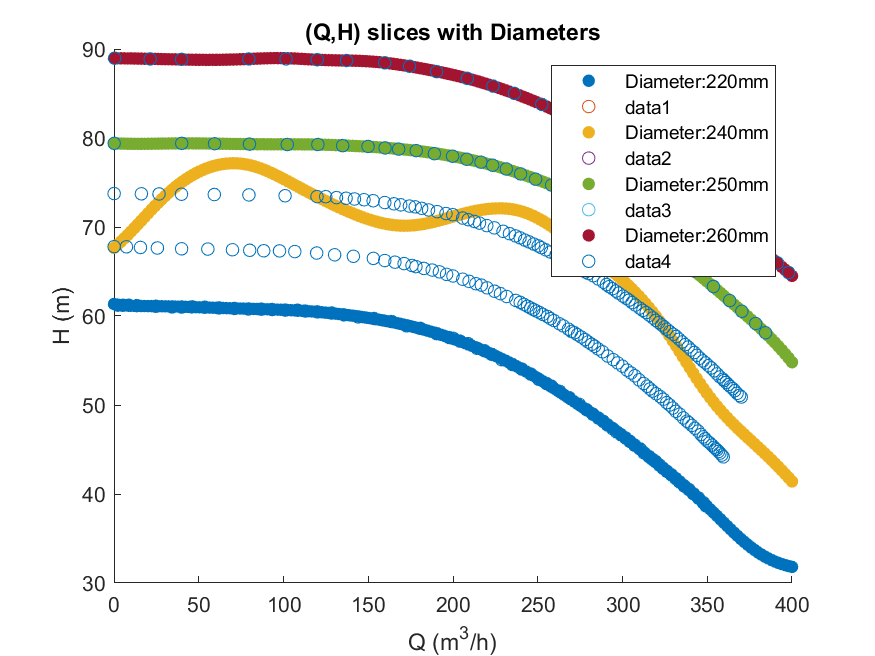 (Q,H) slices with Diameters
90
80
70
60
50
40
30
H (m)
0 50 100 150 200 250 300 350 400
Q (m³/h)
Diameter:220mm
data1
Diameter:240mm
data2
Diameter:250mm
data3
Diameter:260mm
data4